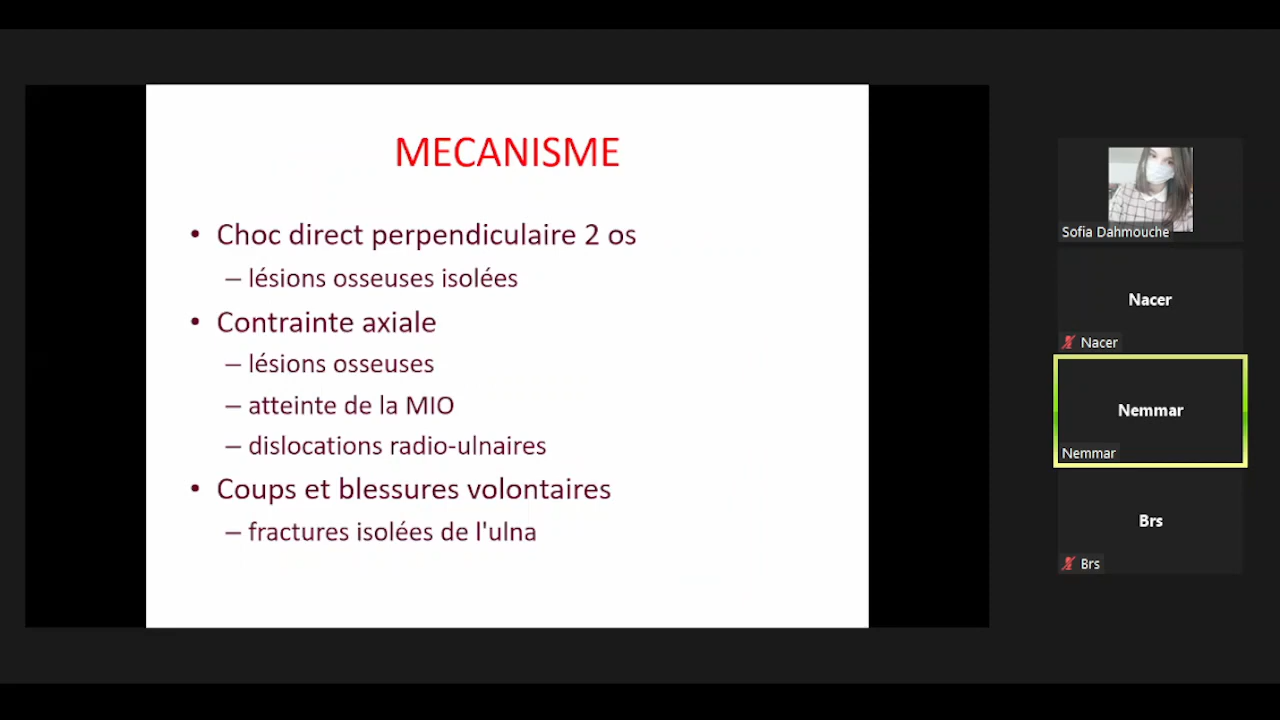 MECANISME
• Choc direct perpendiculaire 2 os
– lésions osseuses isolées
• Contrainte axiale
– lésions osseuses
– atteinte de la MIO
– dislocations radio-ulnaires
• Coups et blessures volontaires
– fractures isolées de l'ulna
Sofia Dahmouche
Nacer
Nacer
Nemmar
Nemmar
Brs
Brs